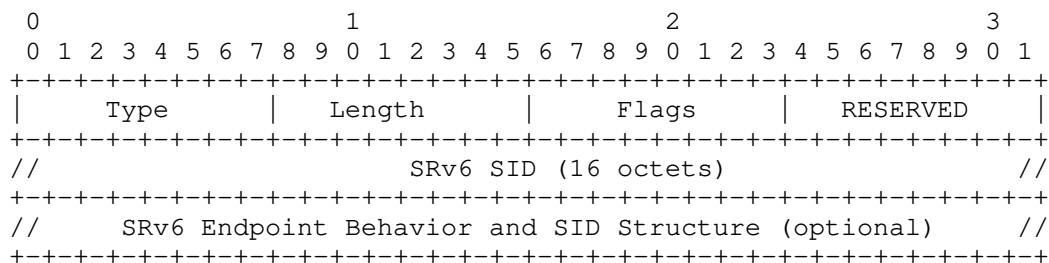 0                   1                   2                   3
 0 1 2 3 4 5 6 7 8 9 0 1 2 3 4 5 6 7 8 9 0 1 2 3 4 5 6 7 8 9 0 1
+-+-+-+-+-+-+-+-+-+-+-+-+-+-+-+-+-+-+-+-+-+-+-+-+-+-+-+-+-+-+-+-+
|     Type      |   Length      |     Flags     |   RESERVED    |
+-+-+-+-+-+-+-+-+-+-+-+-+-+-+-+-+-+-+-+-+-+-+-+-+-+-+-+-+-+-+-+-+
//                       SRv6 SID (16 octets)                  //
+-+-+-+-+-+-+-+-+-+-+-+-+-+-+-+-+-+-+-+-+-+-+-+-+-+-+-+-+-+-+-+-+
//     SRv6 Endpoint Behavior and SID Structure (optional)     //
+-+-+-+-+-+-+-+-+-+-+-+-+-+-+-+-+-+-+-+-+-+-+-+-+-+-+-+-+-+-+-+-+